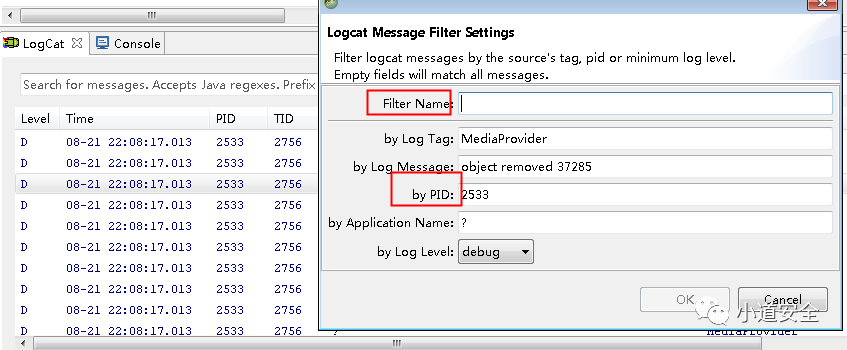 LogCat
Console
Search for messages. Accepts Java regexes. Prefix
Level Time PID TID
D 08-21 22:08:17.013 2533 2756
D 08-21 22:08:17.013 2533 2756
D 08-21 22:08:17.013 2533 2756
D 08-21 22:08:17.013 2533 2756
D 08-21 22:08:17.013 2533 2756
D 08-21 22:08:17.013 2533 2756
D 08-21 22:08:17.013 2533 2756
D 08-21 22:08:17.013 2533 2756
D 08-21 22:08:17.013 2533 2756
D 08-21 22:08:17.013 2533 2756 ? MediaProvider
Logcat Message Filter Settings
Filter logcat messages by the source's tag, pid or minimum log level.
Empty fields will match all messages.
Filter Name:
by Log Tag: MediaProvider
by Log Message: object removed 37285
by PID: 2533
by Application Name: ?
by Log Level: debug
OK Cancel
小道安全